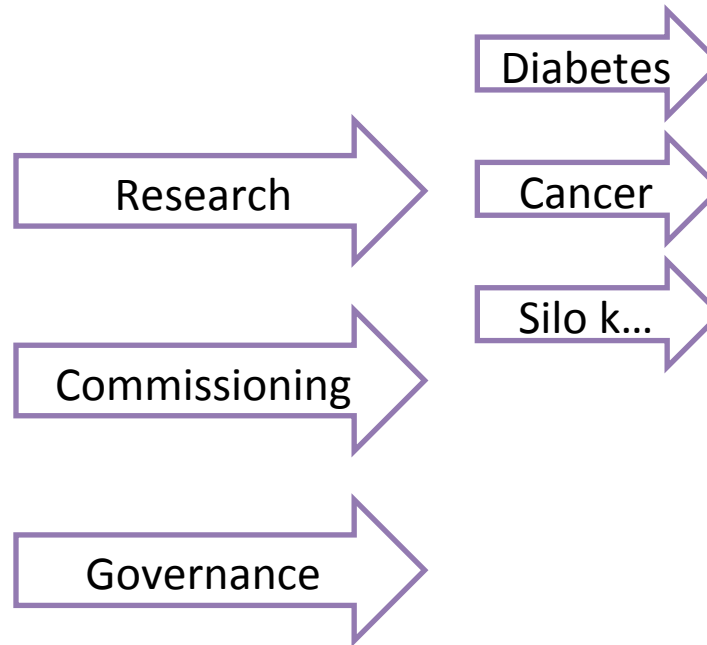 Diabetes
Research
Cancer
Silo k...
Commissioning
Governance